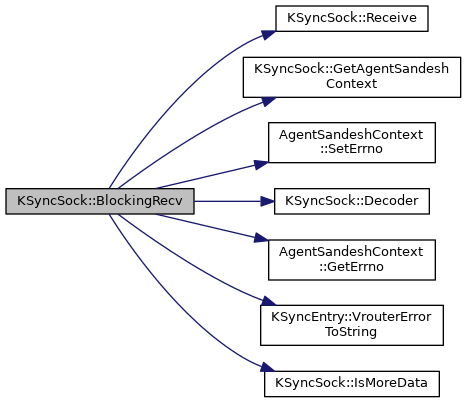 KSyncSock::Receive
KSyncSock::GetAgentSandesh
Context
AgentSandeshContext
::SetErrno
KSyncSock::BlockingRecv
KSyncSock::Decoder
AgentSandeshContext
::GetErrno
KSyncEntry::VrouterError
ToString
KSyncSock::IsMoreData